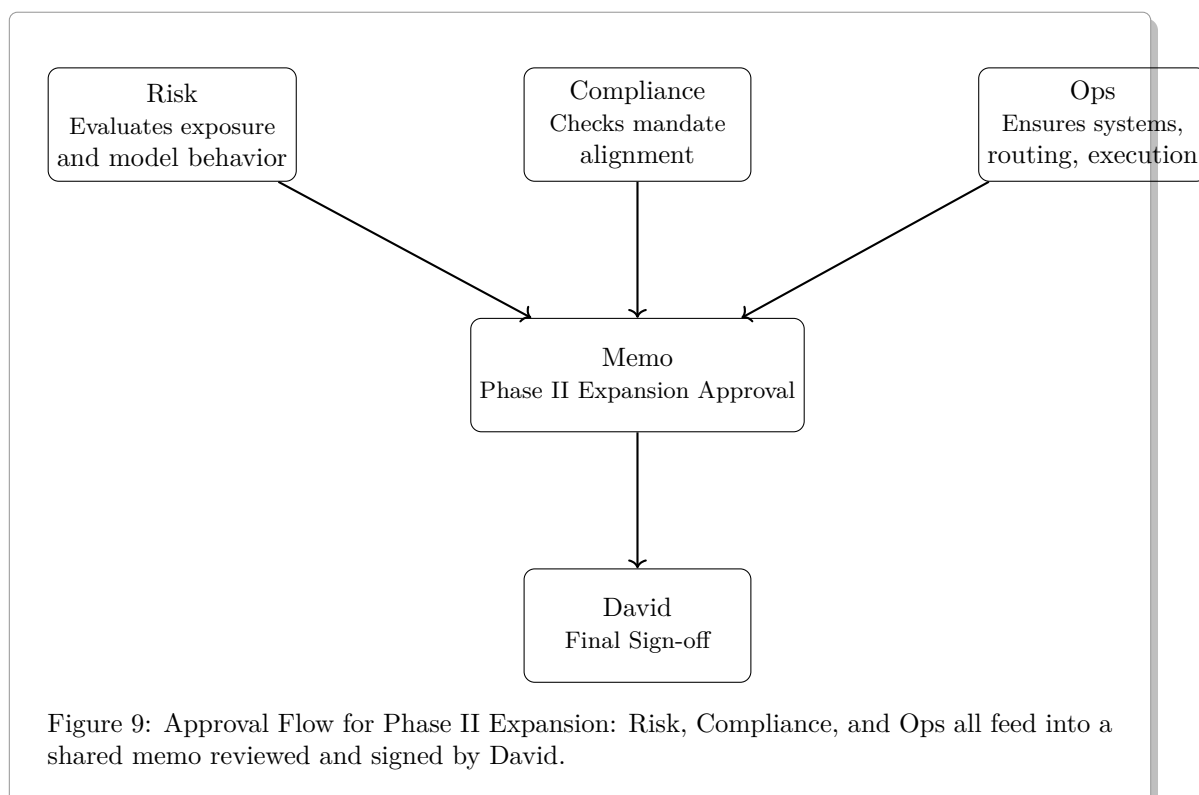 Risk
Evaluates exposure
and model behavior
Compliance
Checks mandate
alignment
Ops
Ensures systems,
routing, execution
Memo
Phase II Expansion Approval
David
Final Sign-off
Figure 9: Approval Flow for Phase II Expansion: Risk, Compliance, and Ops all feed into a
shared memo reviewed and signed by David.